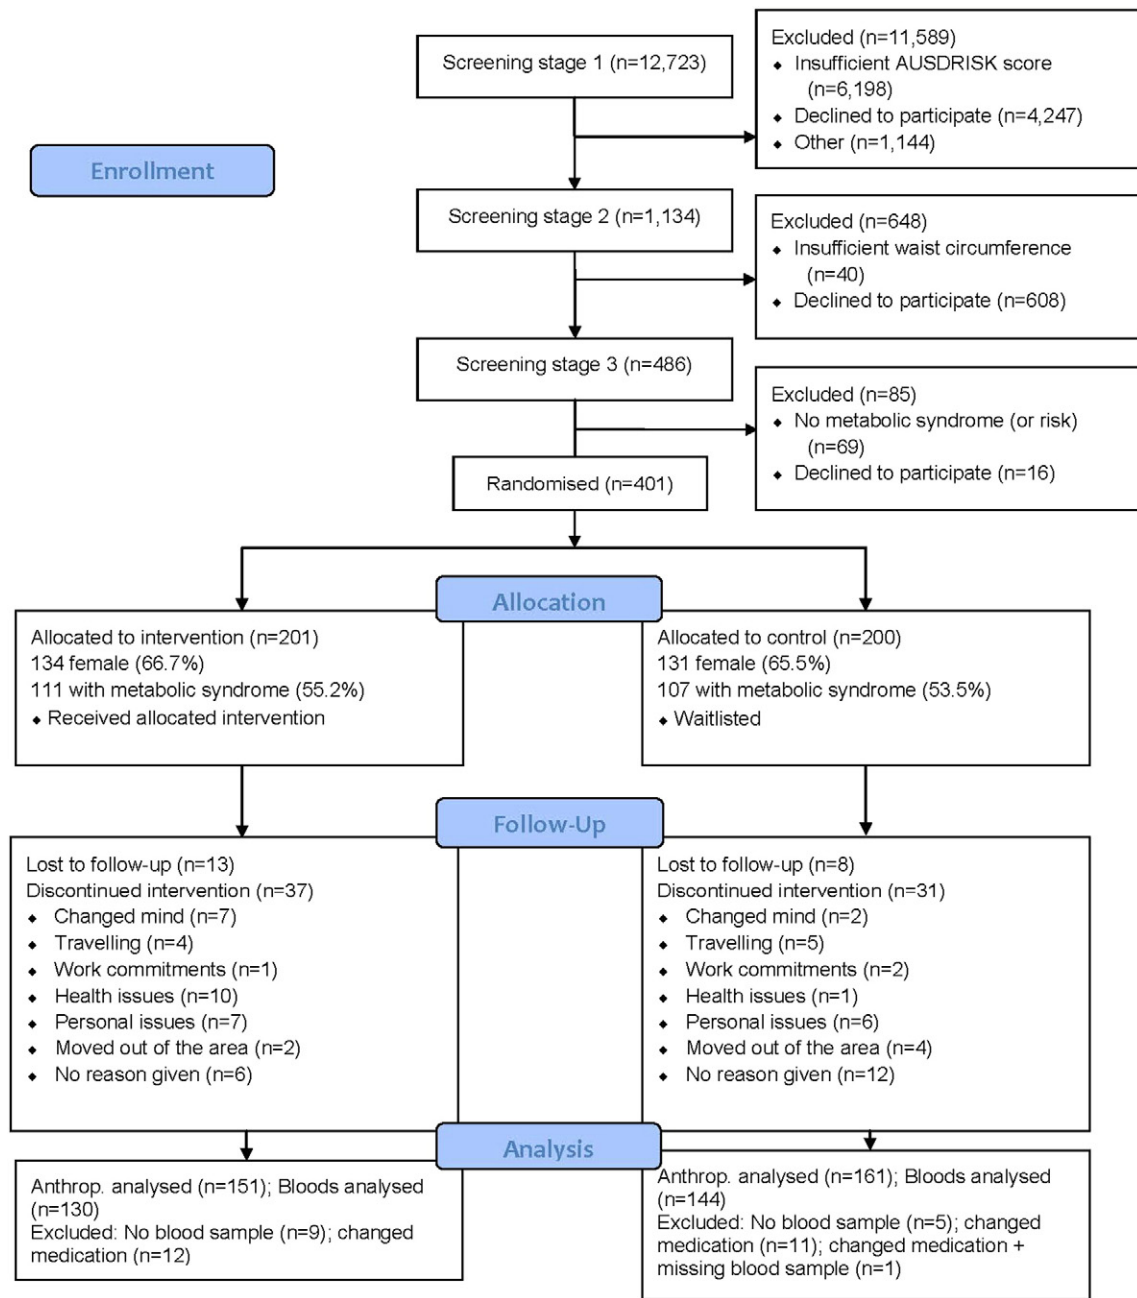 Screening stage 1 (n=12,723)
Excluded (n=11,589)
⬥ Insufficient AUSDRISK score
(n=6,198)
⬥ Declined to participate (n=4,247)
⬥ Other (n=1,144)
Enrollment
Screening stage 2 (n=1,134)
Excluded (n=648)
⬥ Insufficient waist circumference
(n=40)
⬥ Declined to participate (n=608)
Screening stage 3 (n=486)
Excluded (n=85)
⬥ No metabolic syndrome (or risk)
(n=69)
⬥ Declined to participate (n=16)
Randomised (n=401)
Allocation
Allocated to intervention (n=201)
134 female (66.7%)
111 with metabolic syndrome (55.2%)
⬥ Received allocated intervention
Allocated to control (n=200)
131 female (65.5%)
107 with metabolic syndrome (53.5%)
⬥ Waitlisted
Follow-Up
Lost to follow-up (n=13)
Discontinued intervention (n=37)
⬥ Changed mind (n=7)
⬥ Travelling (n=4)
⬥ Work commitments (n=1)
⬥ Health issues (n=10)
⬥ Personal issues (n=7)
⬥ Moved out of the area (n=2)
⬥ No reason given (n=6)
Lost to follow-up (n=8)
Discontinued intervention (n=31)
⬥ Changed mind (n=2)
⬥ Travelling (n=5)
⬥ Work commitments (n=2)
⬥ Health issues (n=1)
⬥ Personal issues (n=6)
⬥ Moved out of the area (n=4)
⬥ No reason given (n=12)
Analysis
Anthrop. analysed (n=151); Bloods analysed
(n=130)
Excluded: No blood sample (n=9); changed
medication (n=12)
Anthrop. analysed (n=161); Bloods analysed
(n=144)
Excluded: No blood sample (n=5); changed
medication (n=11); changed medication +
missing blood sample (n=1)